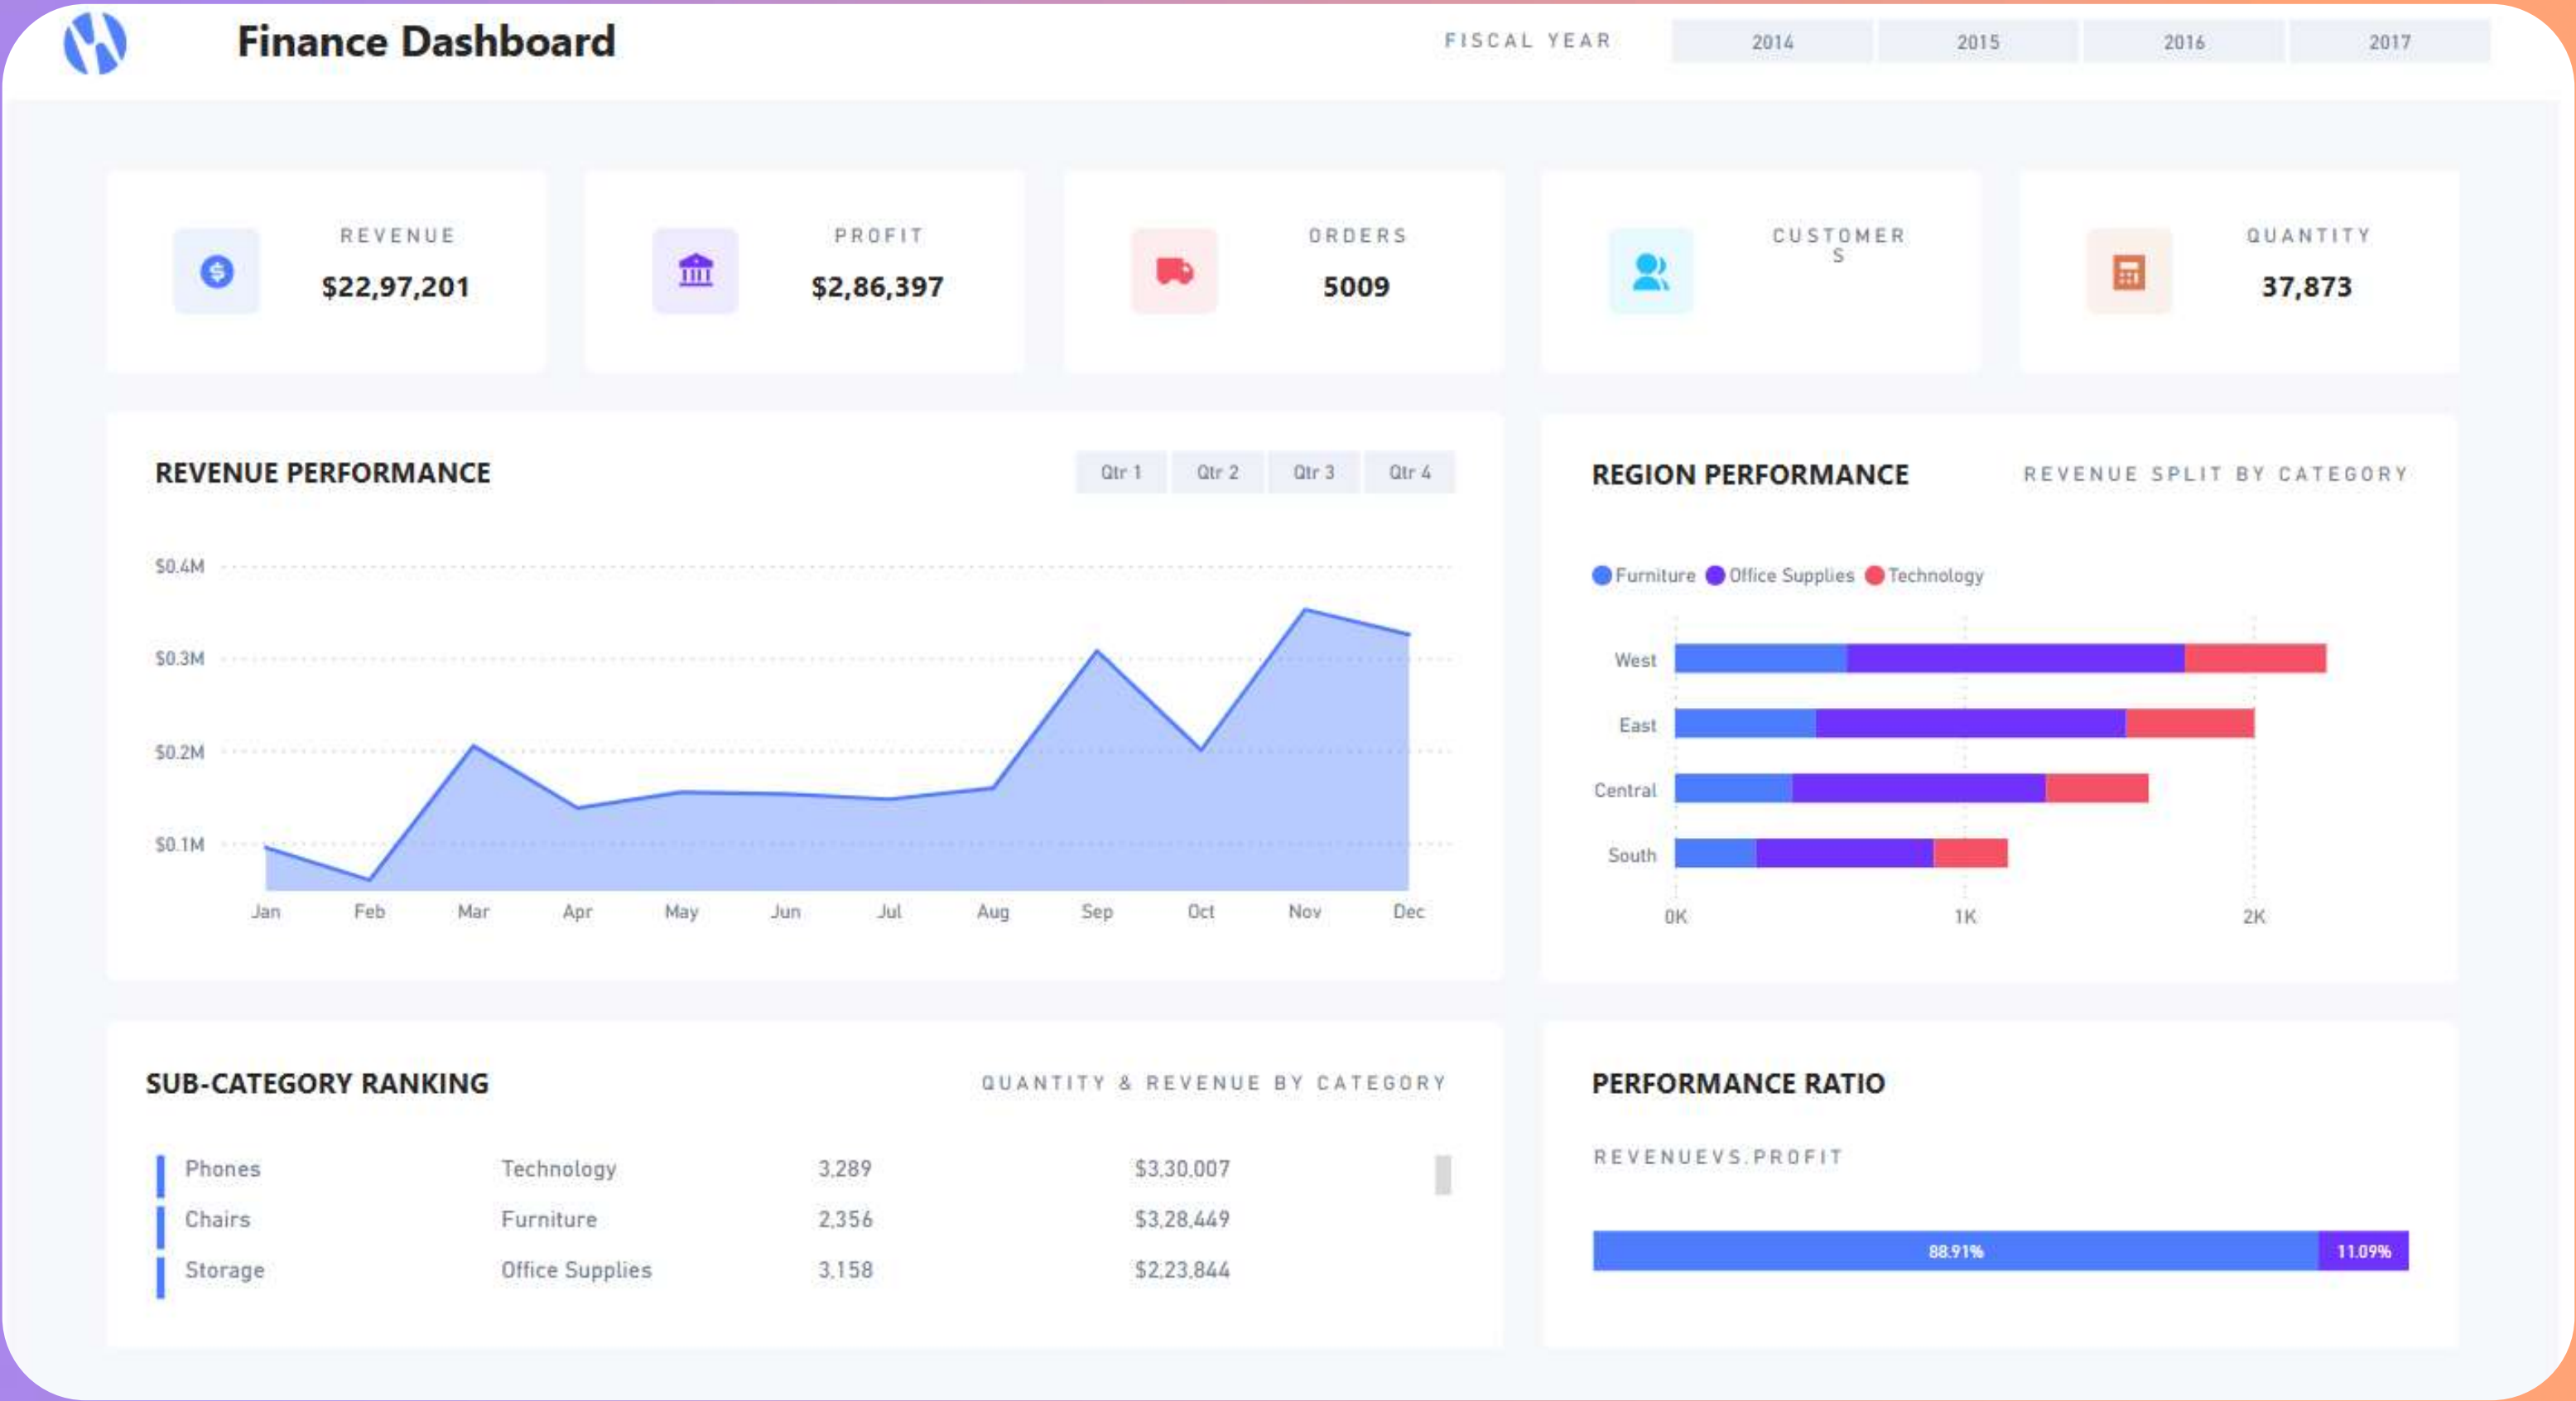 Finance Dashboard
FISCAL YEAR
2014 2015 2016 2017
REVENUE
$22,97,201
PROFIT
$2,86,397
ORDERS
5009
CUSTOMER
S
QUANTITY
37,873
REVENUE PERFORMANCE
Qtr 1 Qtr 2 Qtr 3 Qtr 4
$0.4M
$0.3M
$0.2M
$0.1M
Jan Feb Mar Apr May Jun Jul Aug Sep Oct Nov Dec
REGION PERFORMANCE
REVENUE SPLIT BY CATEGORY
Furniture Office Supplies Technology
West
East
Central
South
0K 1K 2K
SUB-CATEGORY RANKING
QUANTITY & REVENUE BY CATEGORY
Phones Technology 3,289 $3,30,007
Chairs Furniture 2,356 $3,28,449
Storage Office Supplies 3,158 $2,23,844
PERFORMANCE RATIO
REVENUEVS.PROFIT
88.91% 11.09%